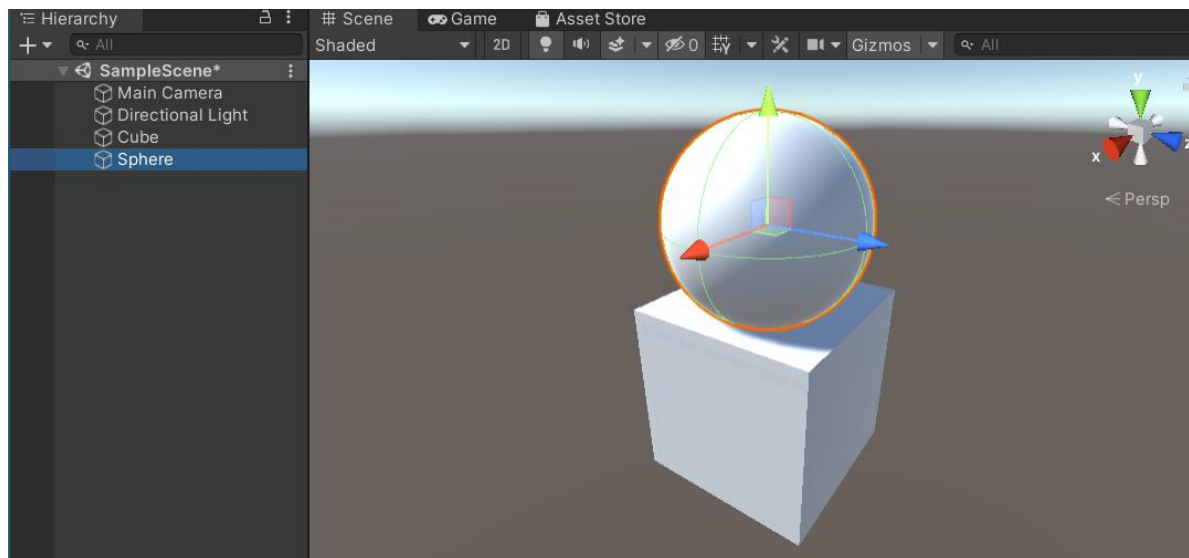 Hierarchy
All
SampleScene*
Main Camera
Directional Light
Cube
Sphere
Scene Game Asset Store
Shaded 2D 0 Gizmos All
y
x z
Persp